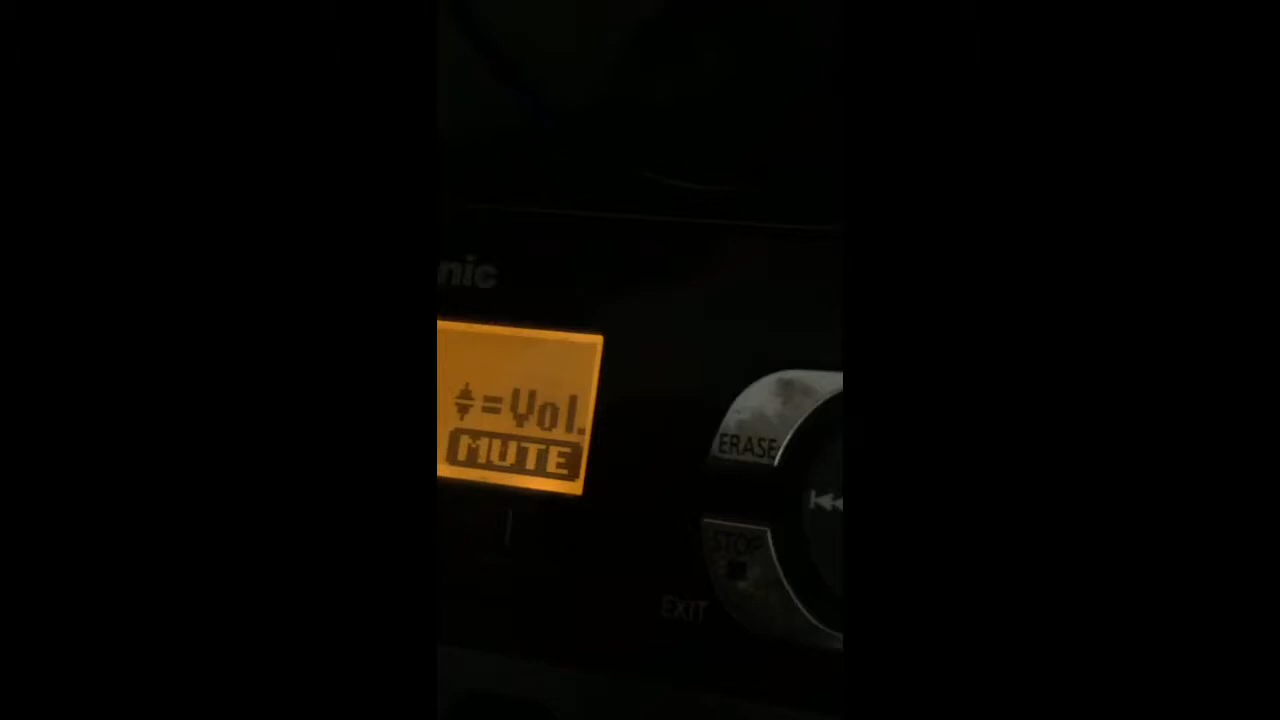 nic
=Vol.
MUTE
ERASE
STOP
EXIT